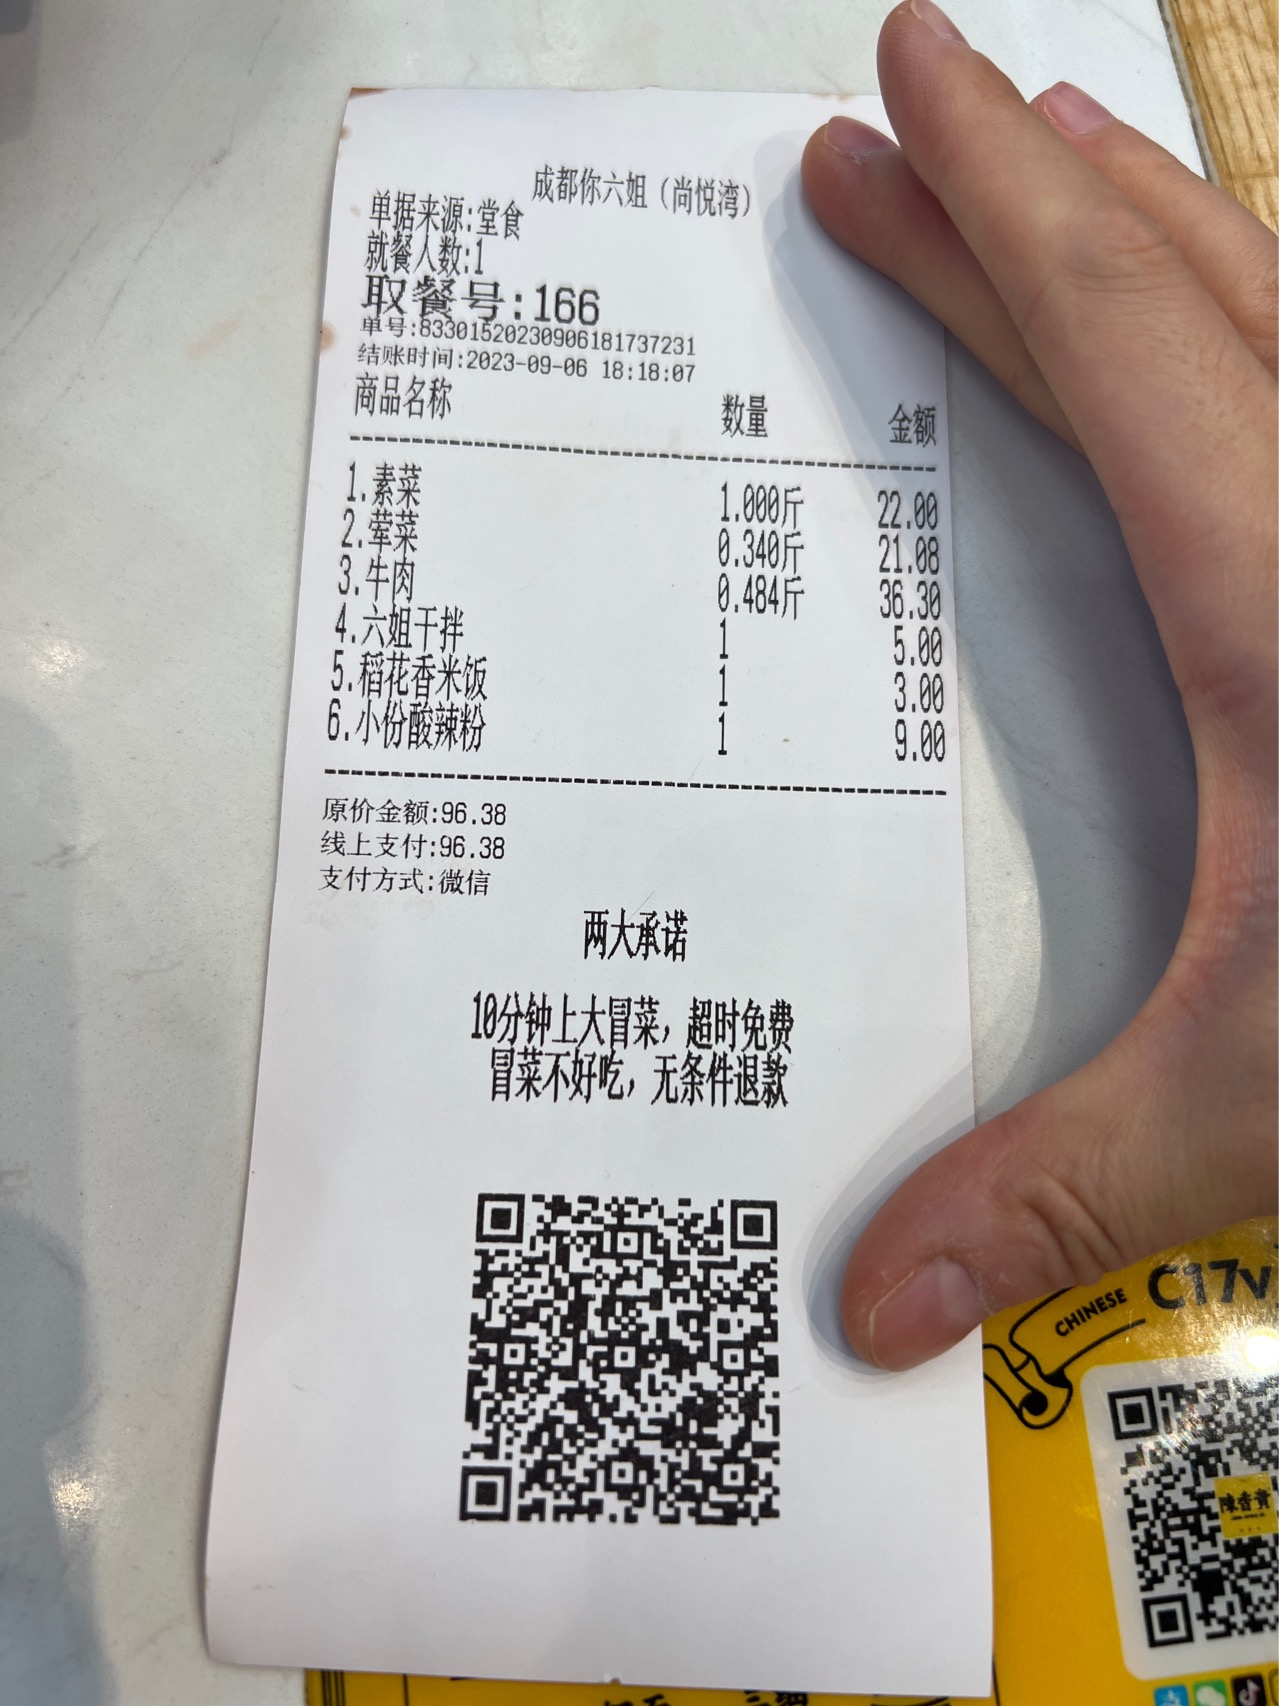 成都你六姐（尚悦湾）
单据来源:堂食
就餐人数:1
取餐号:166
单号:83301520230906181737231
结账时间:2023-09-06 18:18:07
商品名称 数量 金额
1.素菜 1.000斤 22.00
2.荤菜 0.340斤 21.08
3.牛肉 0.484斤 36.30
4.六姐干拌 1 5.00
5.稻花香米饭 1 3.00
6.小份酸辣粉 1 9.00
原价金额:96.38
线上支付:96.38
支付方式:微信
两大承诺
10分钟上大冒菜，超时免费
冒菜不好吃，无条件退款
CHINESE
C17v
陳香貴